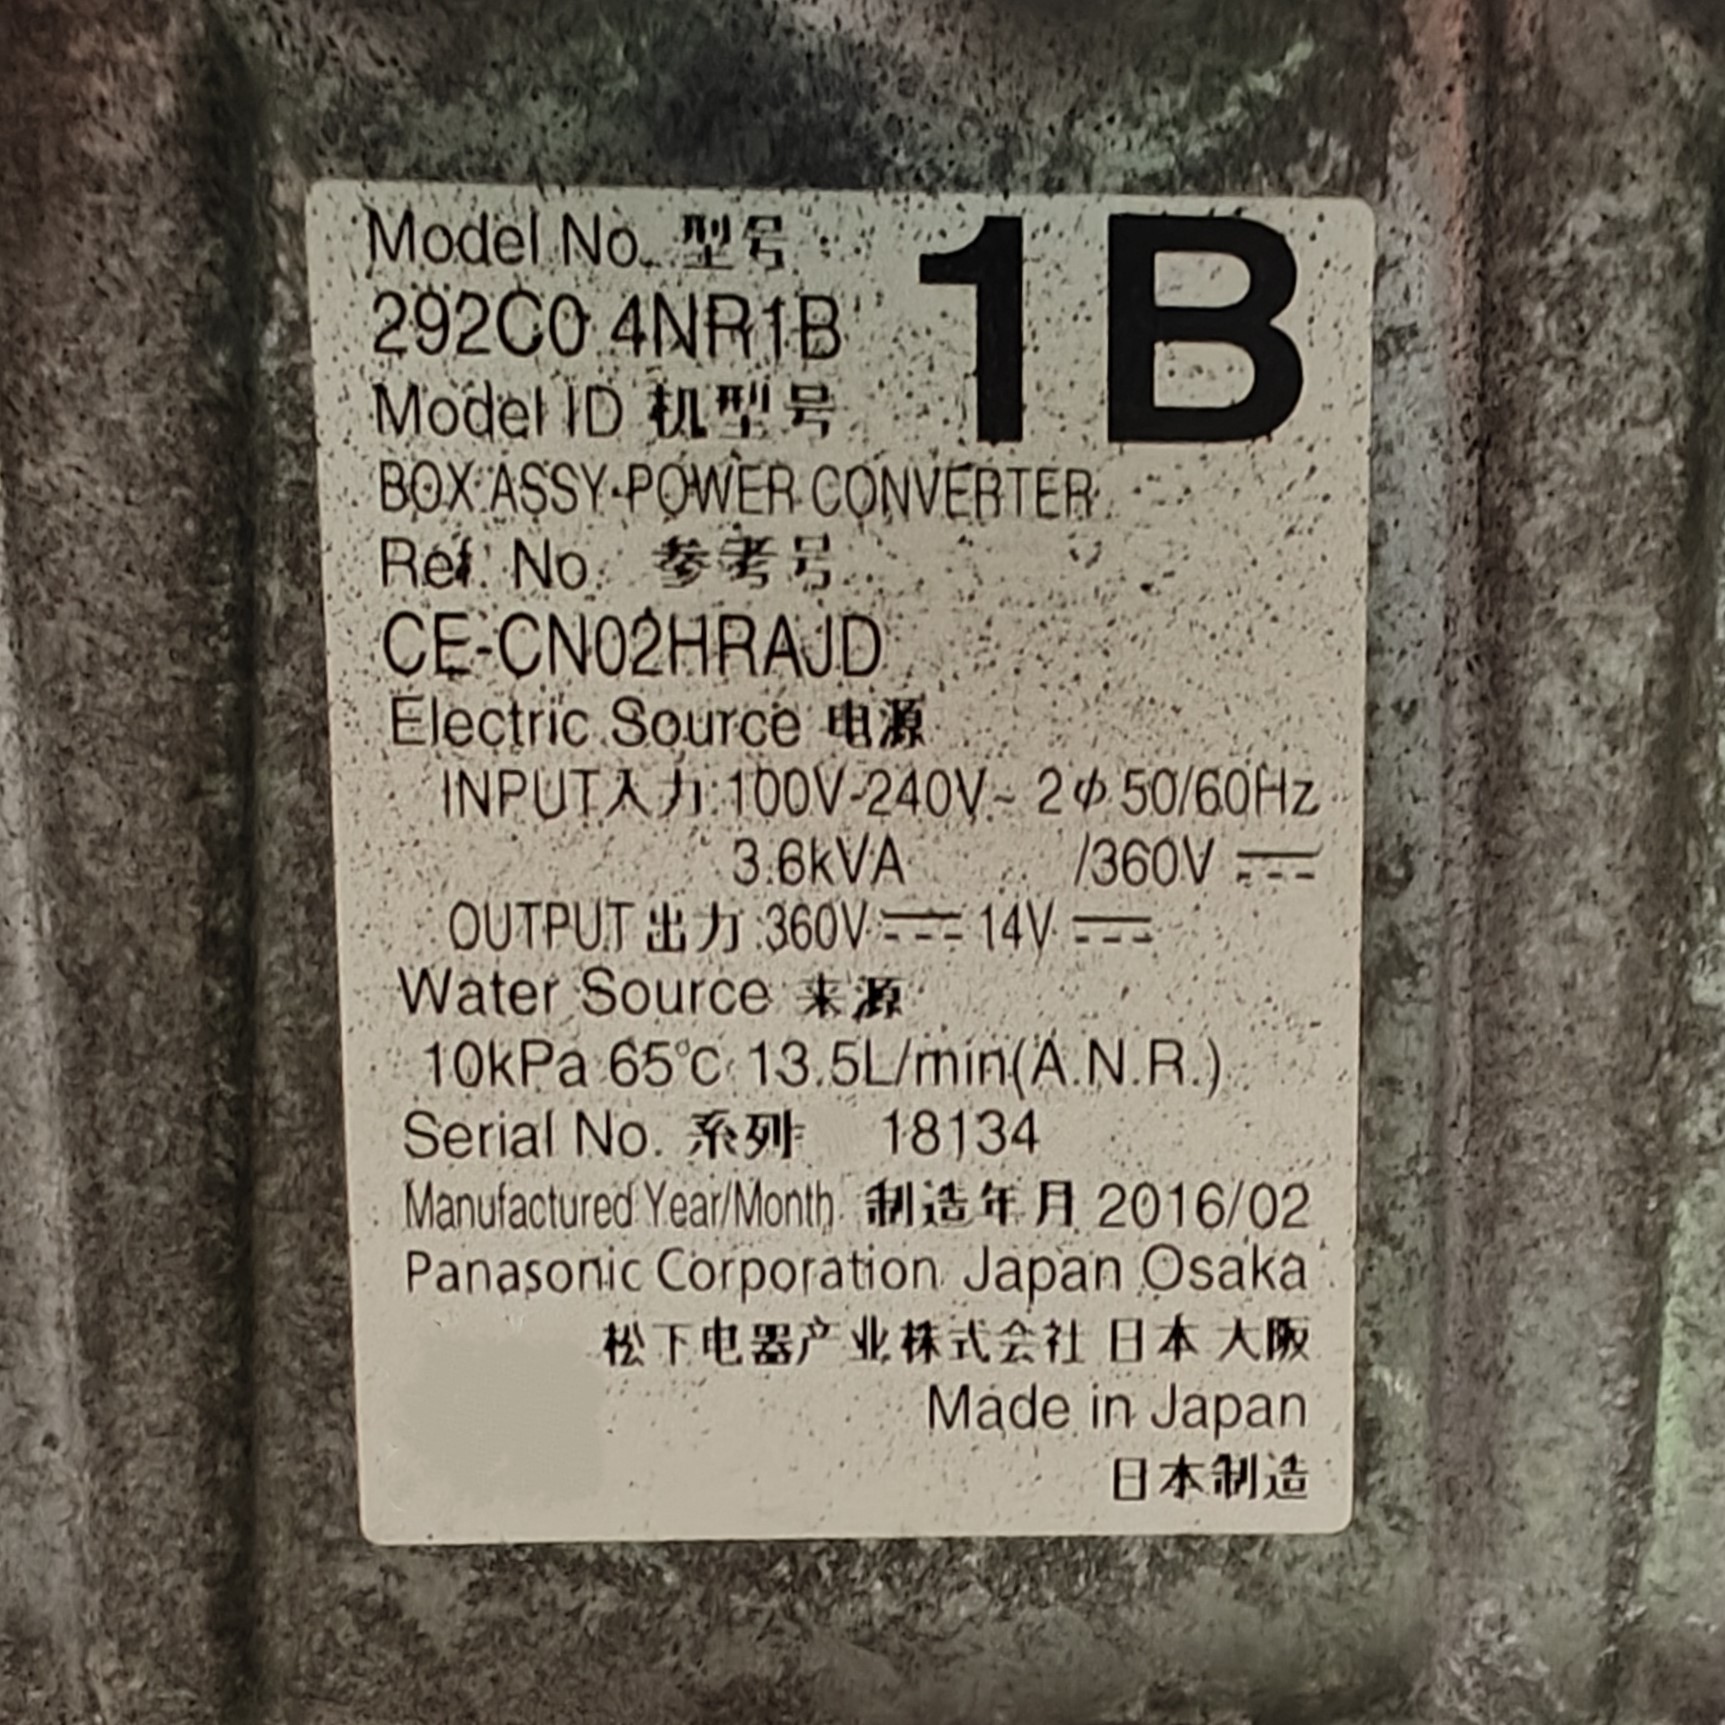 Model No. 型号
292C0 4NR1B
1B
Model ID 机型号
BOX ASSY-POWER CONVERTER
Ref. No. 参考号
CE-CN02HRAJD
Electric Source 电源
INPUT入力:100V-240V~ 2φ 50/60Hz
3.6kVA /360V ⎓
OUTPUT 出力:360V ⎓ 14V ⎓
Water Source 来源
10kPa 65℃ 13.5L/min(A.N.R.)
Serial No. 系列 18134
Manufactured Year/Month 制造年月 2016/02
Panasonic Corporation Japan Osaka
松下电器产业株式会社 日本 大阪
Made in Japan
日本制造